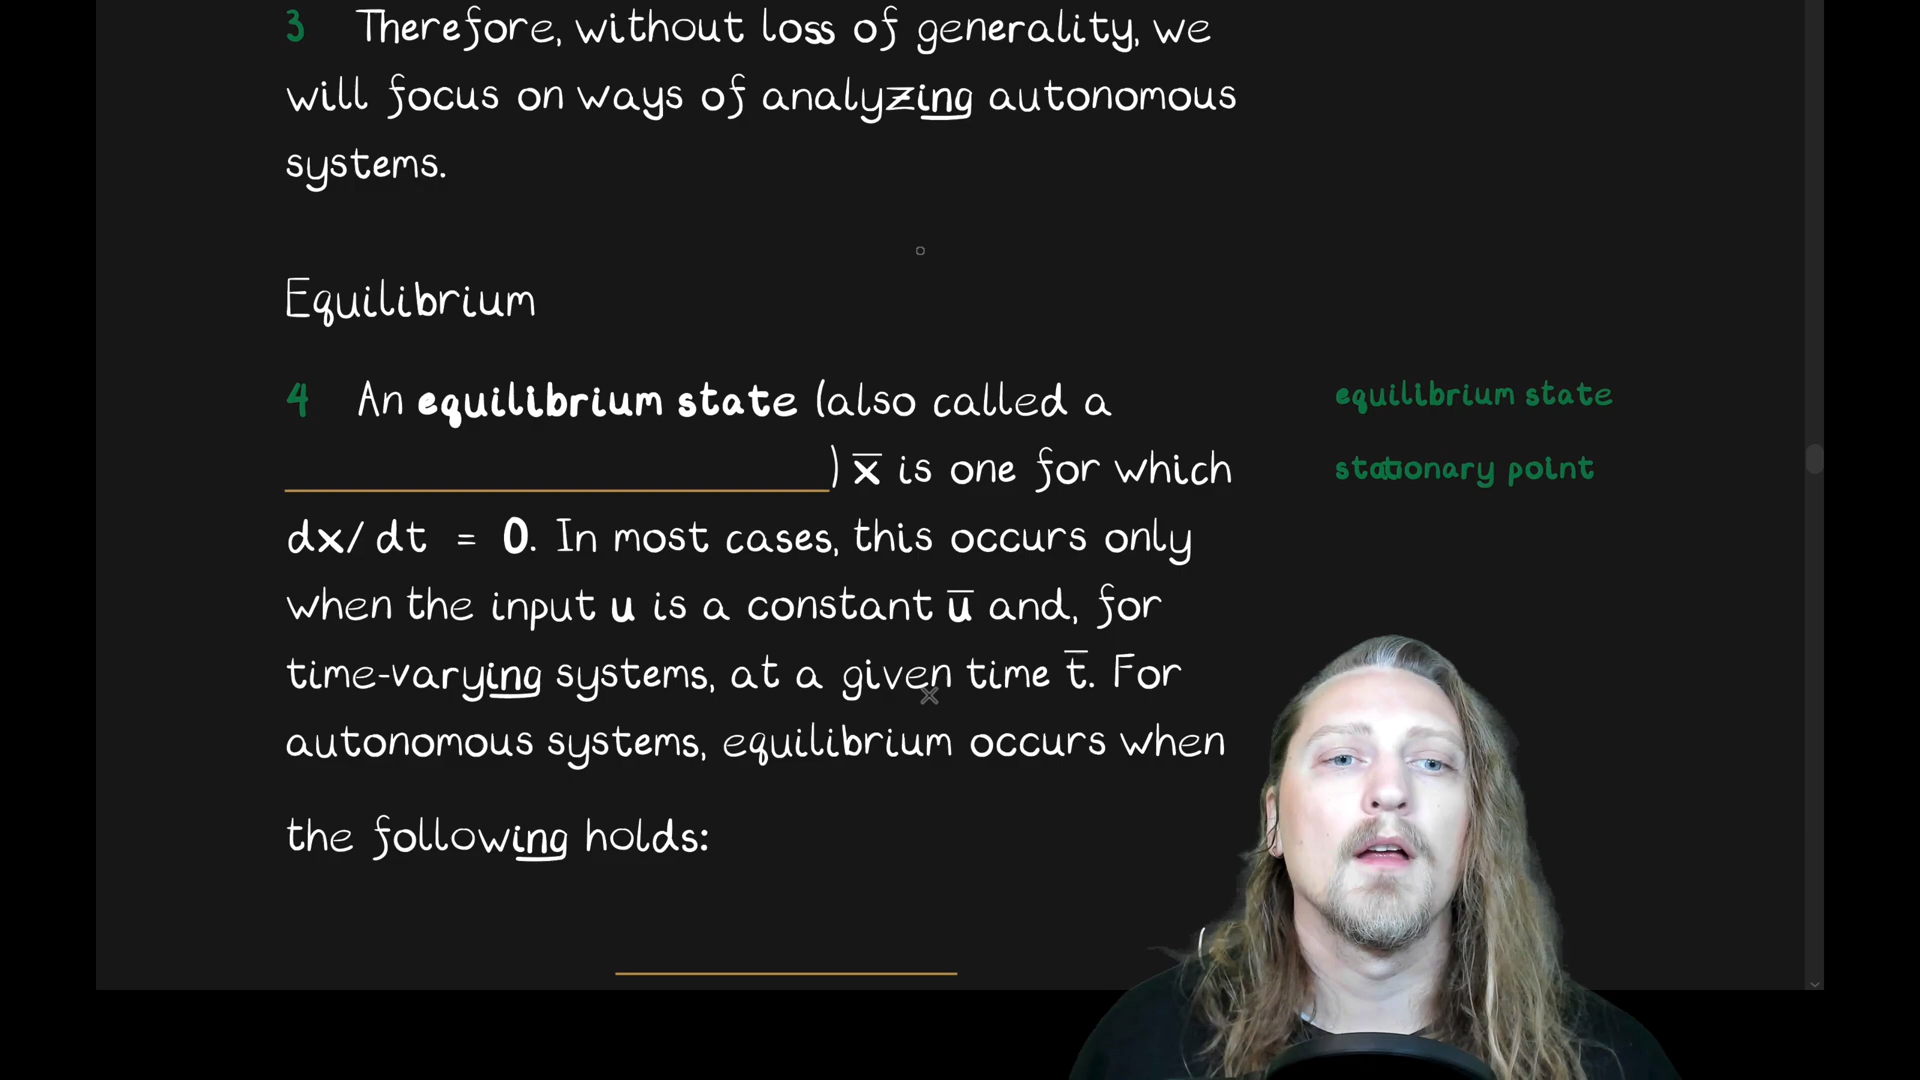 3 Therefore, without loss of generality, we
will focus on ways of analyzing autonomous
systems.
Equilibrium
4 An equilibrium state (also called a
) x̅ is one for which
dx/dt = 0. In most cases, this occurs only
when the input u is a constant u̅ and, for
time-varying systems, at a given time t̅. For
autonomous systems, equilibrium occurs when
the following holds:
equilibrium state
stationary point